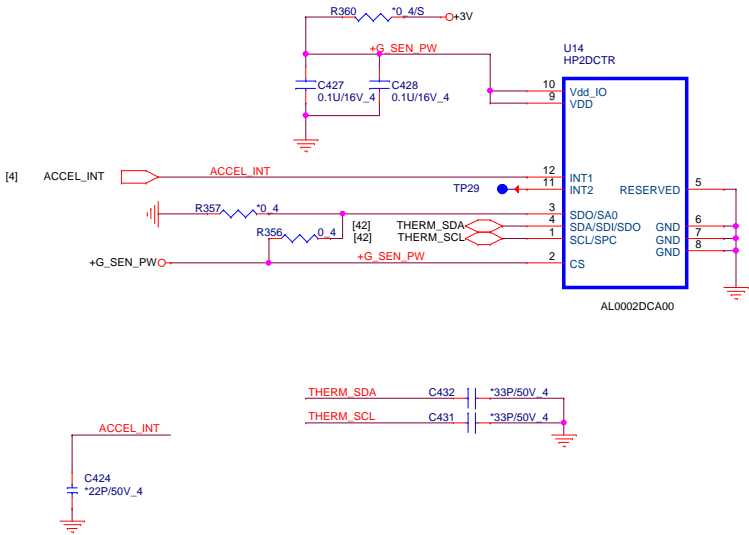 R360 *0_4/S +3V
+G_SEN_PW
U14
HP2DCTR
C427
0.1U/16V_4
C428
0.1U/16V_4
10 Vdd_IO
9 VDD
[4] ACCEL_INT ACCEL_INT 12 INT1
TP29 11 INT2
RESERVED 5
R357 *0_4 3 SDO/SA0
[42] THERM_SDA 4 SDA/SDI/SDO GND 6
R356 0_4 [42] THERM_SCL 1 SCL/SPC GND 7
GND 8
+G_SEN_PW +G_SEN_PW 2 CS
AL0002DCA00
THERM_SDA C432 *33P/50V_4
THERM_SCL C431 *33P/50V_4
ACCEL_INT
C424
*22P/50V_4